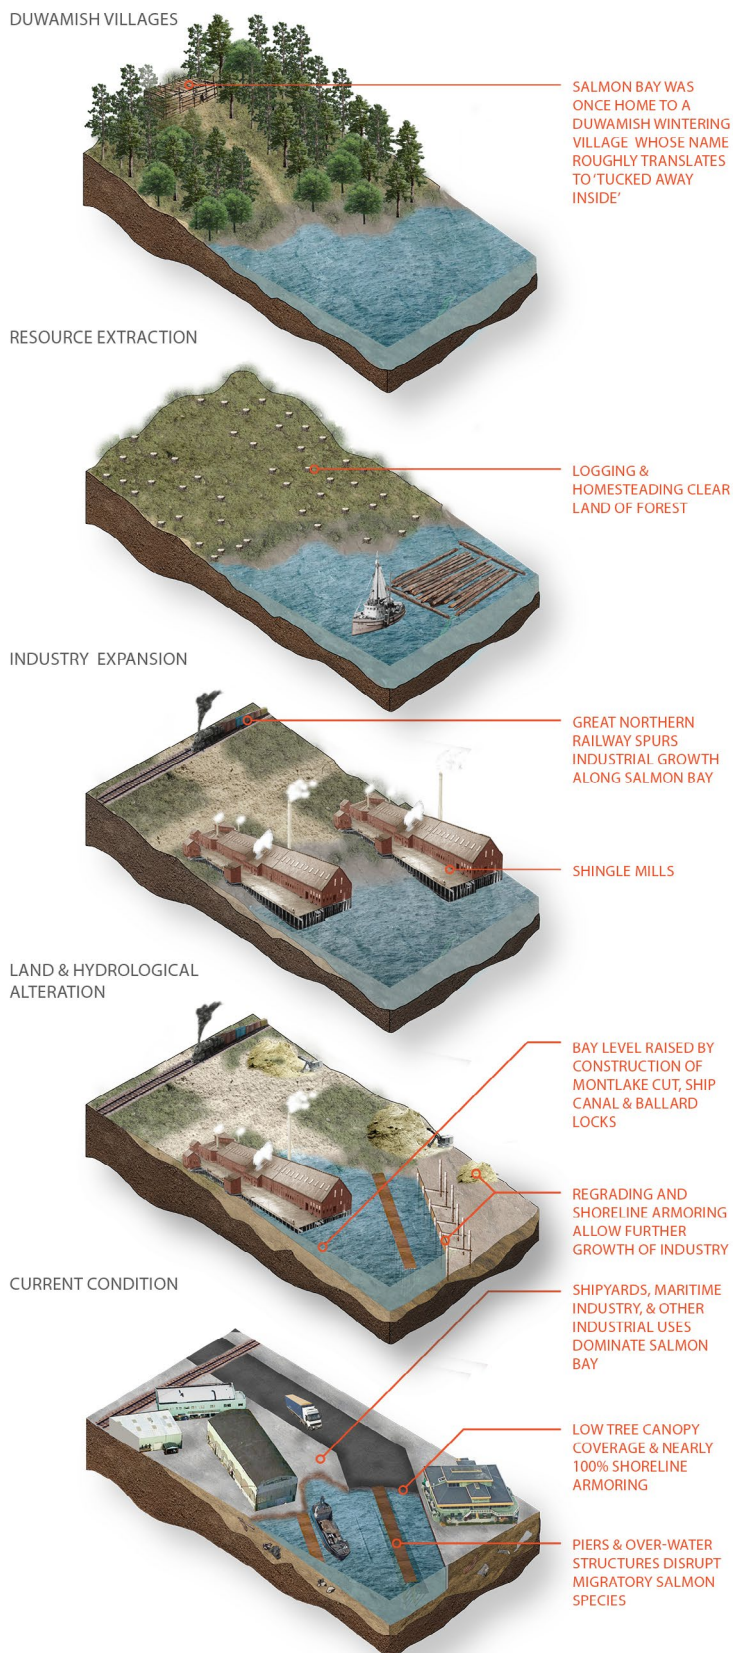 DUWAMISH VILLAGES
SALMON BAY WAS
ONCE HOME TO A
DUWAMISH WINTERING
VILLAGE WHOSE NAME
ROUGHLY TRANSLATES
TO 'TUCKED AWAY
INSIDE'
RESOURCE EXTRACTION
LOGGING &
HOMESTEADING CLEAR
LAND OF FOREST
INDUSTRY EXPANSION
GREAT NORTHERN
RAILWAY SPURS
INDUSTRIAL GROWTH
ALONG SALMON BAY
SHINGLE MILLS
LAND & HYDROLOGICAL
ALTERATION
BAY LEVEL RAISED BY
CONSTRUCTION OF
MONTLAKE CUT, SHIP
CANAL & BALLARD
LOCKS
REGRADING AND
SHORELINE ARMORING
ALLOW FURTHER
GROWTH OF INDUSTRY
CURRENT CONDITION
SHIPYARDS, MARITIME
INDUSTRY, & OTHER
INDUSTRIAL USES
DOMINATE SALMON
BAY
LOW TREE CANOPY
COVERAGE & NEARLY
100% SHORELINE
ARMORING
PIERS & OVER-WATER
STRUCTURES DISRUPT
MIGRATORY SALMON
SPECIES